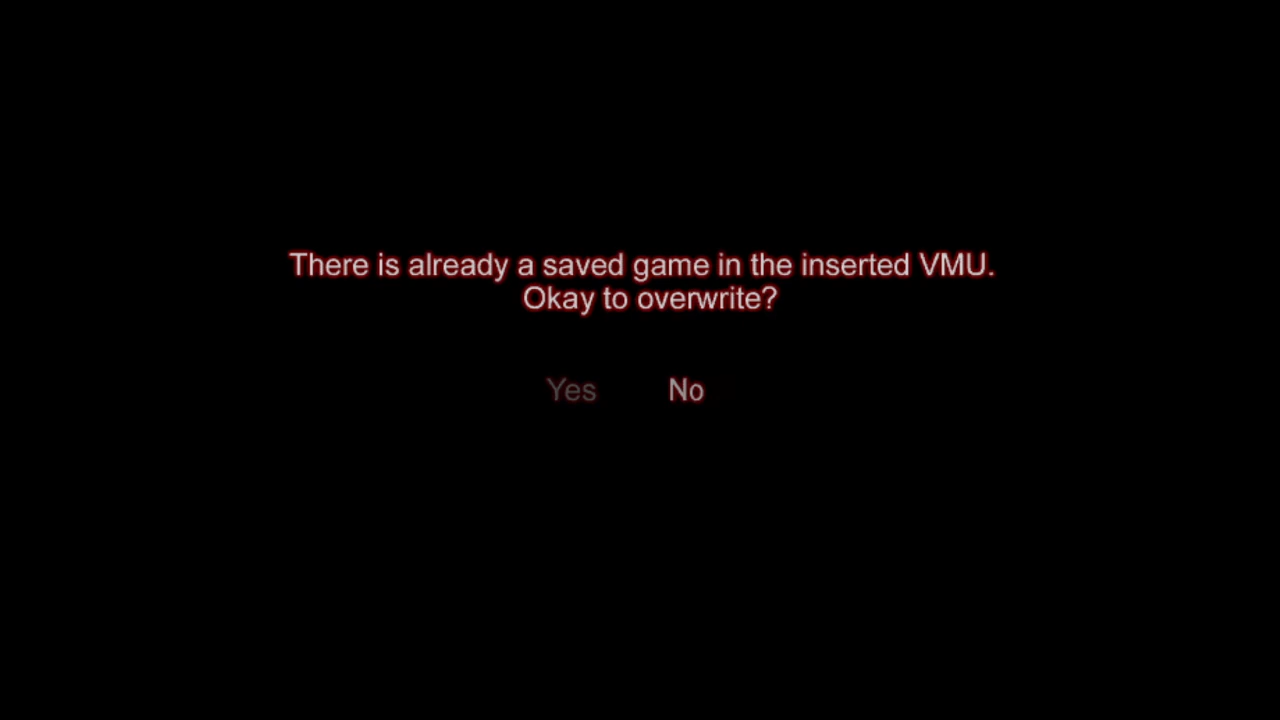 There is already a saved game in the inserted VMU.
Okay to overwrite?
Yes No